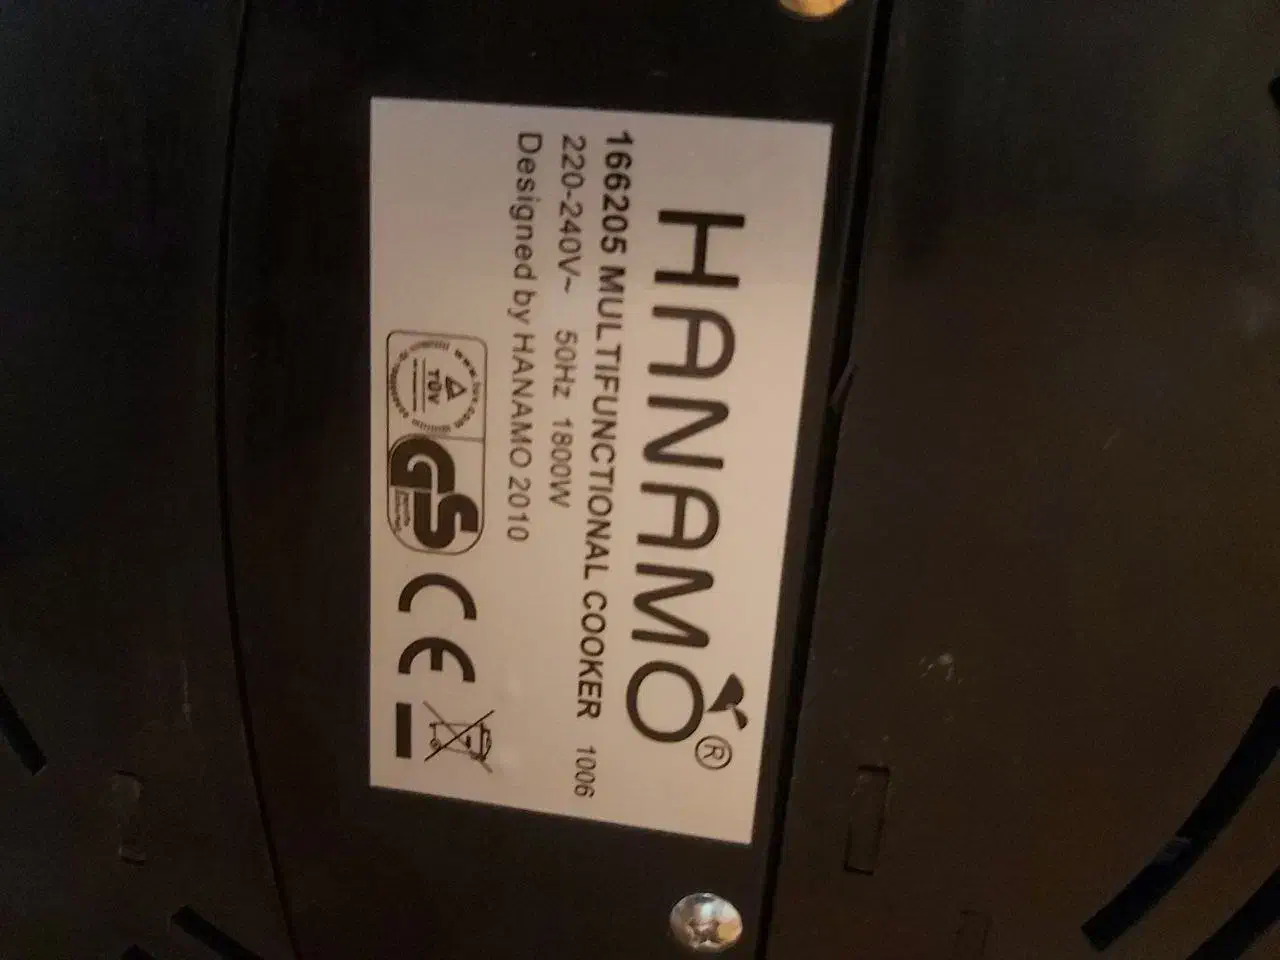 HANAMO®
166205 MULTIFUNCTIONAL COOKER 1006
220-240V~ 50Hz 1800W
Designed by HANAMO 2010
TÜV
GS
CE